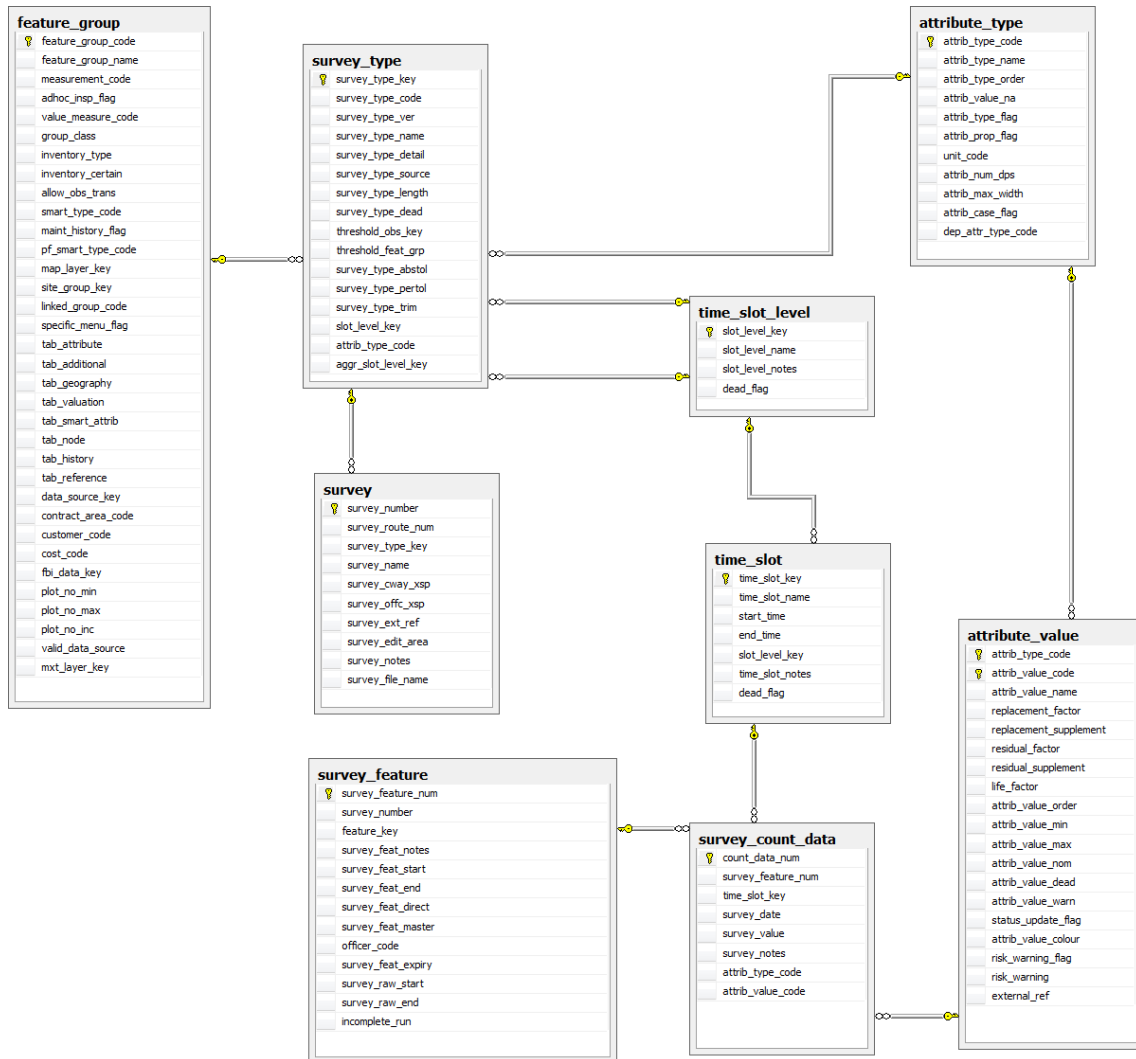 feature_group
feature_group_code
feature_group_name
measurement_code
adhoc_insp_flag
value_measure_code
group_class
inventory_type
inventory_certain
allow_obs_trans
smart_type_code
maint_history_flag
pf_smart_type_code
map_layer_key
site_group_key
linked_group_code
specific_menu_flag
tab_attribute
tab_additional
tab_geography
tab_valuation
tab_smart_attrib
tab_node
tab_history
tab_reference
data_source_key
contract_area_code
customer_code
cost_code
fbi_data_key
plot_no_min
plot_no_max
plot_no_inc
valid_data_source
mxt_layer_key
survey_type
survey_type_key
survey_type_code
survey_type_ver
survey_type_name
survey_type_detail
survey_type_source
survey_type_length
survey_type_dead
threshold_obs_key
threshold_feat_grp
survey_type_abstol
survey_type_pertol
survey_type_trim
slot_level_key
attrib_type_code
aggr_slot_level_key
attribute_type
attrib_type_code
attrib_type_name
attrib_type_order
attrib_value_na
attrib_type_flag
attrib_prop_flag
unit_code
attrib_num_dps
attrib_max_width
attrib_case_flag
dep_attr_type_code
time_slot_level
slot_level_key
slot_level_name
slot_level_notes
dead_flag
survey
survey_number
survey_route_num
survey_type_key
survey_name
survey_cway_xsp
survey_offc_xsp
survey_ext_ref
survey_edit_area
survey_notes
survey_file_name
time_slot
time_slot_key
time_slot_name
start_time
end_time
slot_level_key
time_slot_notes
dead_flag
attribute_value
attrib_type_code
attrib_value_code
attrib_value_name
replacement_factor
replacement_supplement
residual_factor
residual_supplement
life_factor
attrib_value_order
attrib_value_min
attrib_value_max
attrib_value_nom
attrib_value_dead
attrib_value_warn
status_update_flag
attrib_value_colour
risk_warning_flag
risk_warning
external_ref
survey_feature
survey_feature_num
survey_number
feature_key
survey_feat_notes
survey_feat_start
survey_feat_end
survey_feat_direct
survey_feat_master
officer_code
survey_feat_expiry
survey_raw_start
survey_raw_end
incomplete_run
survey_count_data
count_data_num
survey_feature_num
time_slot_key
survey_date
survey_value
survey_notes
attrib_type_code
attrib_value_code